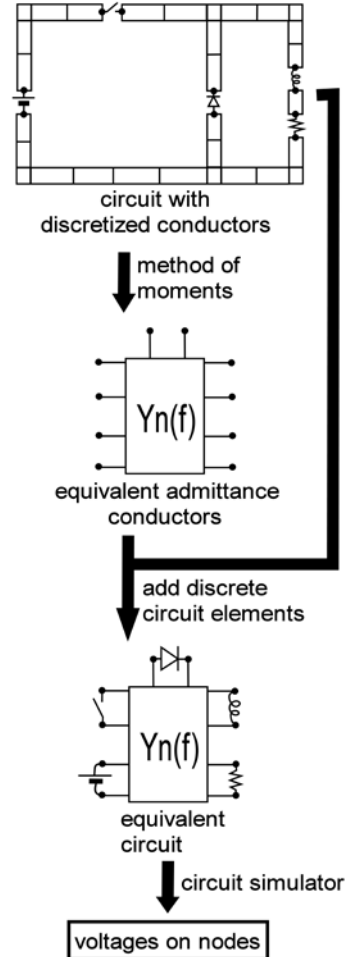 circuit with
discretized conductors
method of
moments
Yn(f)
equivalent admittance
conductors
add discrete
circuit elements
Yn(f)
equivalent
circuit
circuit simulator
voltages on nodes